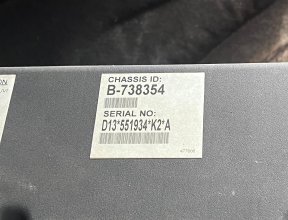 CHASSIS ID:
B-738354
SERIAL NO:
D13*551934*K2*A